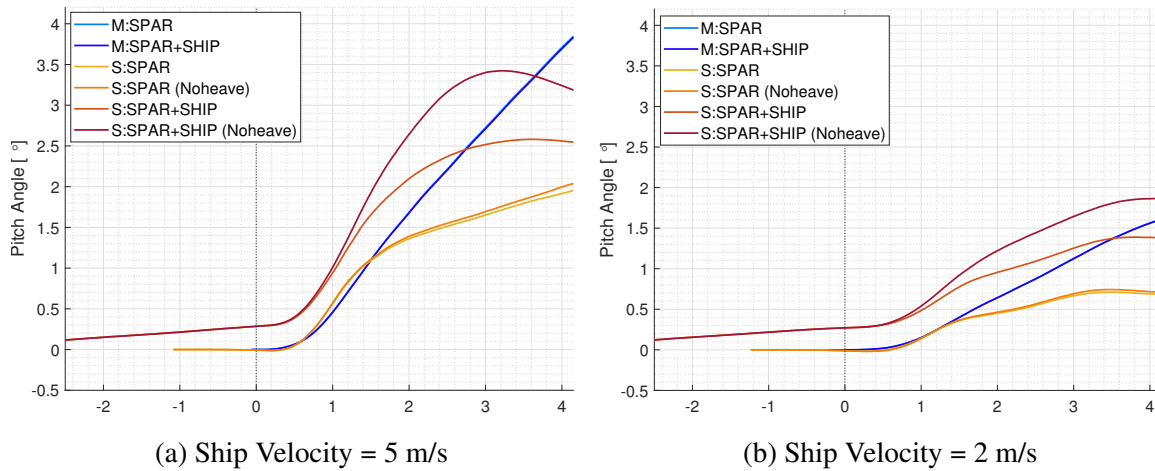 M:SPAR
M:SPAR+SHIP
S:SPAR
S:SPAR (Noheave)
S:SPAR+SHIP
S:SPAR+SHIP (Noheave)
Pitch Angle [ °]
4
3.5
3
2.5
2
1.5
1
0.5
0
-0.5
-2 -1 0 1 2 3 4
(a) Ship Velocity = 5 m/s
M:SPAR
M:SPAR+SHIP
S:SPAR
S:SPAR (Noheave)
S:SPAR+SHIP
S:SPAR+SHIP (Noheave)
Pitch Angle [ °]
4
3.5
3
2.5
2
1.5
1
0.5
0
-0.5
-2 -1 0 1 2 3 4
(b) Ship Velocity = 2 m/s